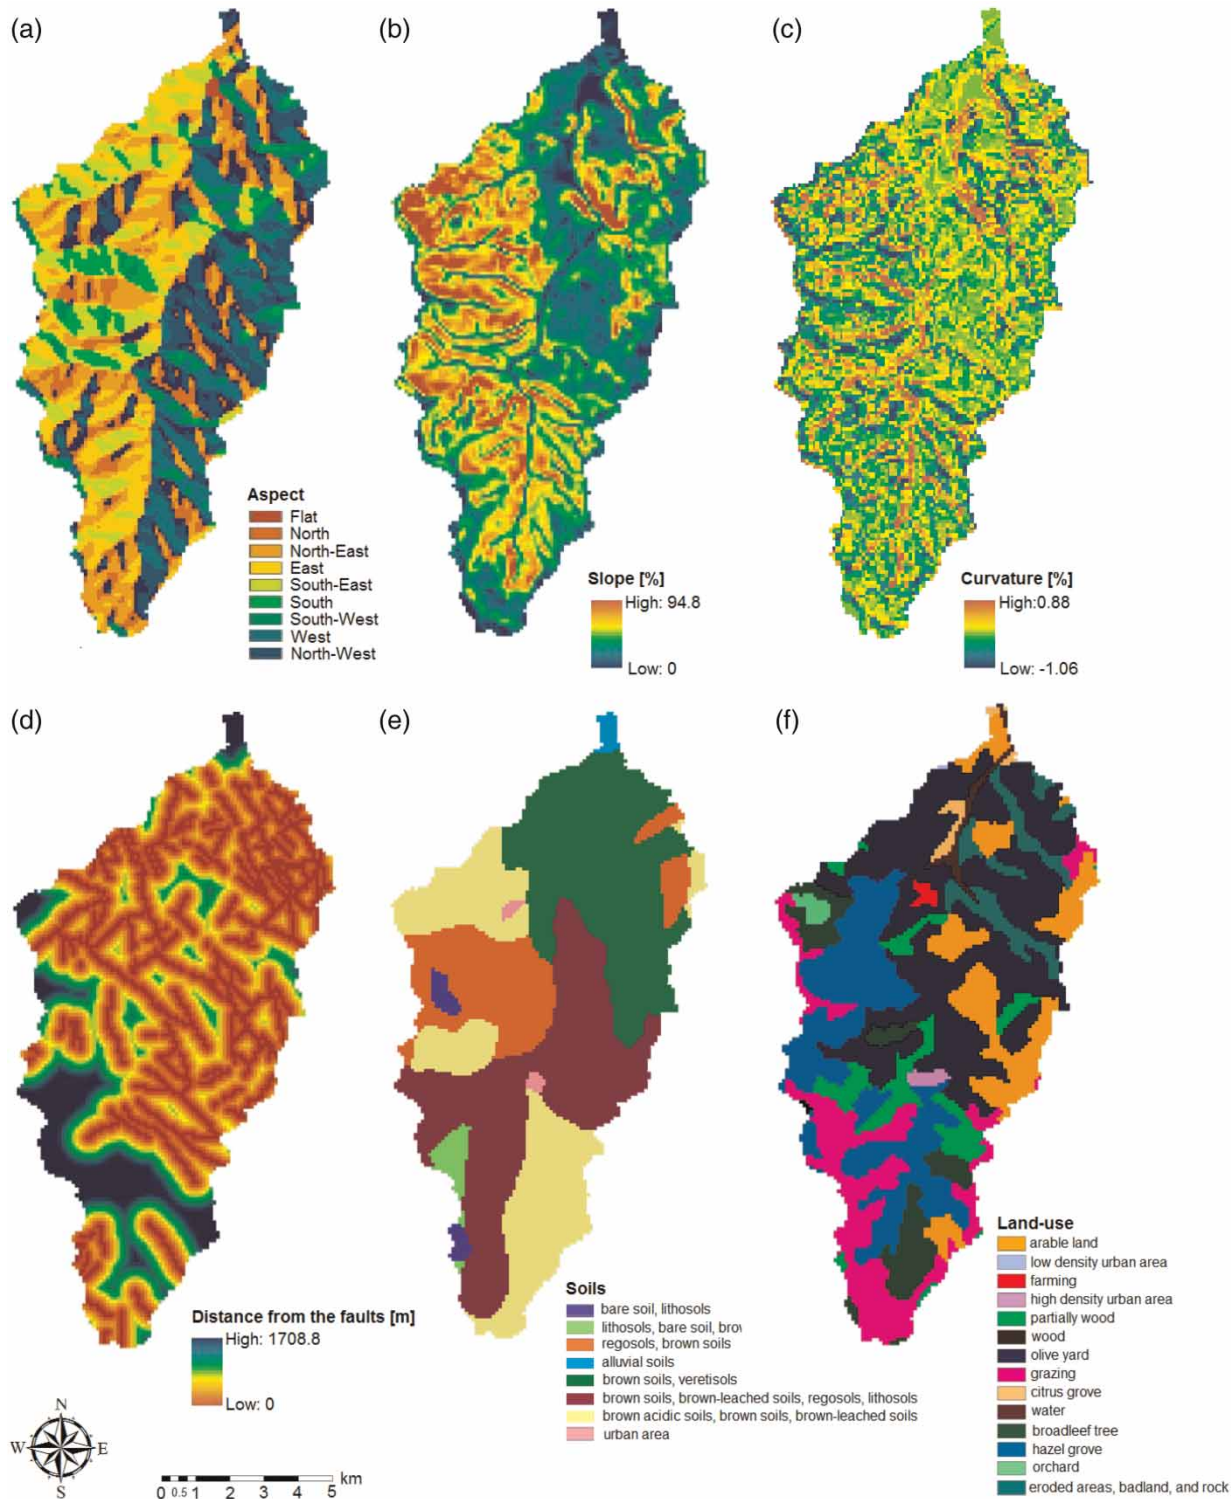 (a)
(b)
(c)
Aspect
Flat
North
North-East
East
South-East
South
South-West
West
North-West
Slope [%]
High: 94.8
Low: 0
Curvature [%]
High:0.88
Low: -1.06
(d)
(e)
(f)
Distance from the faults [m]
High: 1708.8
Low: 0
N
W E
S
0 0.5 1 2 3 4 5 km
Soils
bare soil, lithosols
lithosols, bare soil, brov
regosols, brown soils
alluvial soils
brown soils, veretisols
brown soils, brown-leached soils, regosols, lithosols
brown acidic soils, brown soils, brown-leached soils
urban area
Land-use
arable land
low density urban area
farming
high density urban area
partially wood
wood
olive yard
grazing
citrus grove
water
broadleef tree
hazel grove
orchard
eroded areas, badland, and rock